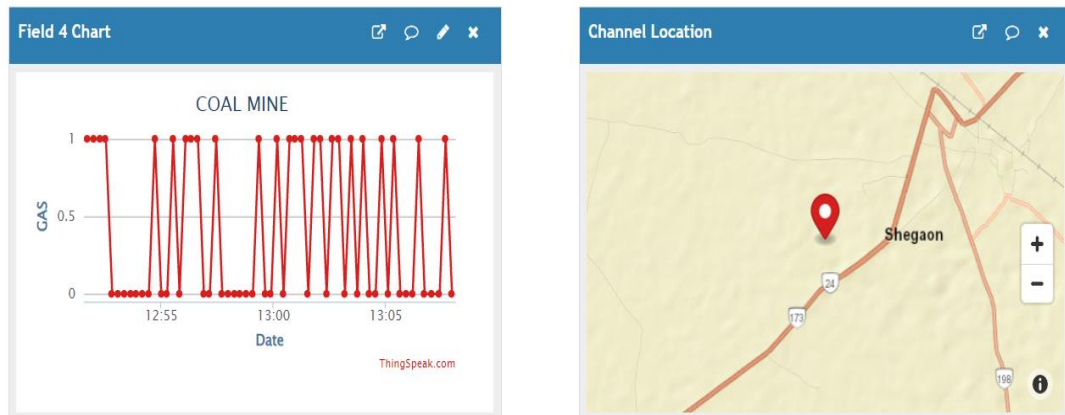 Field 4 Chart
COAL MINE
GAS
1
0.5
0
12:55 13:00 13:05
Date
ThingSpeak.com
Channel Location
Shegaon
24
173
198
+
−
i